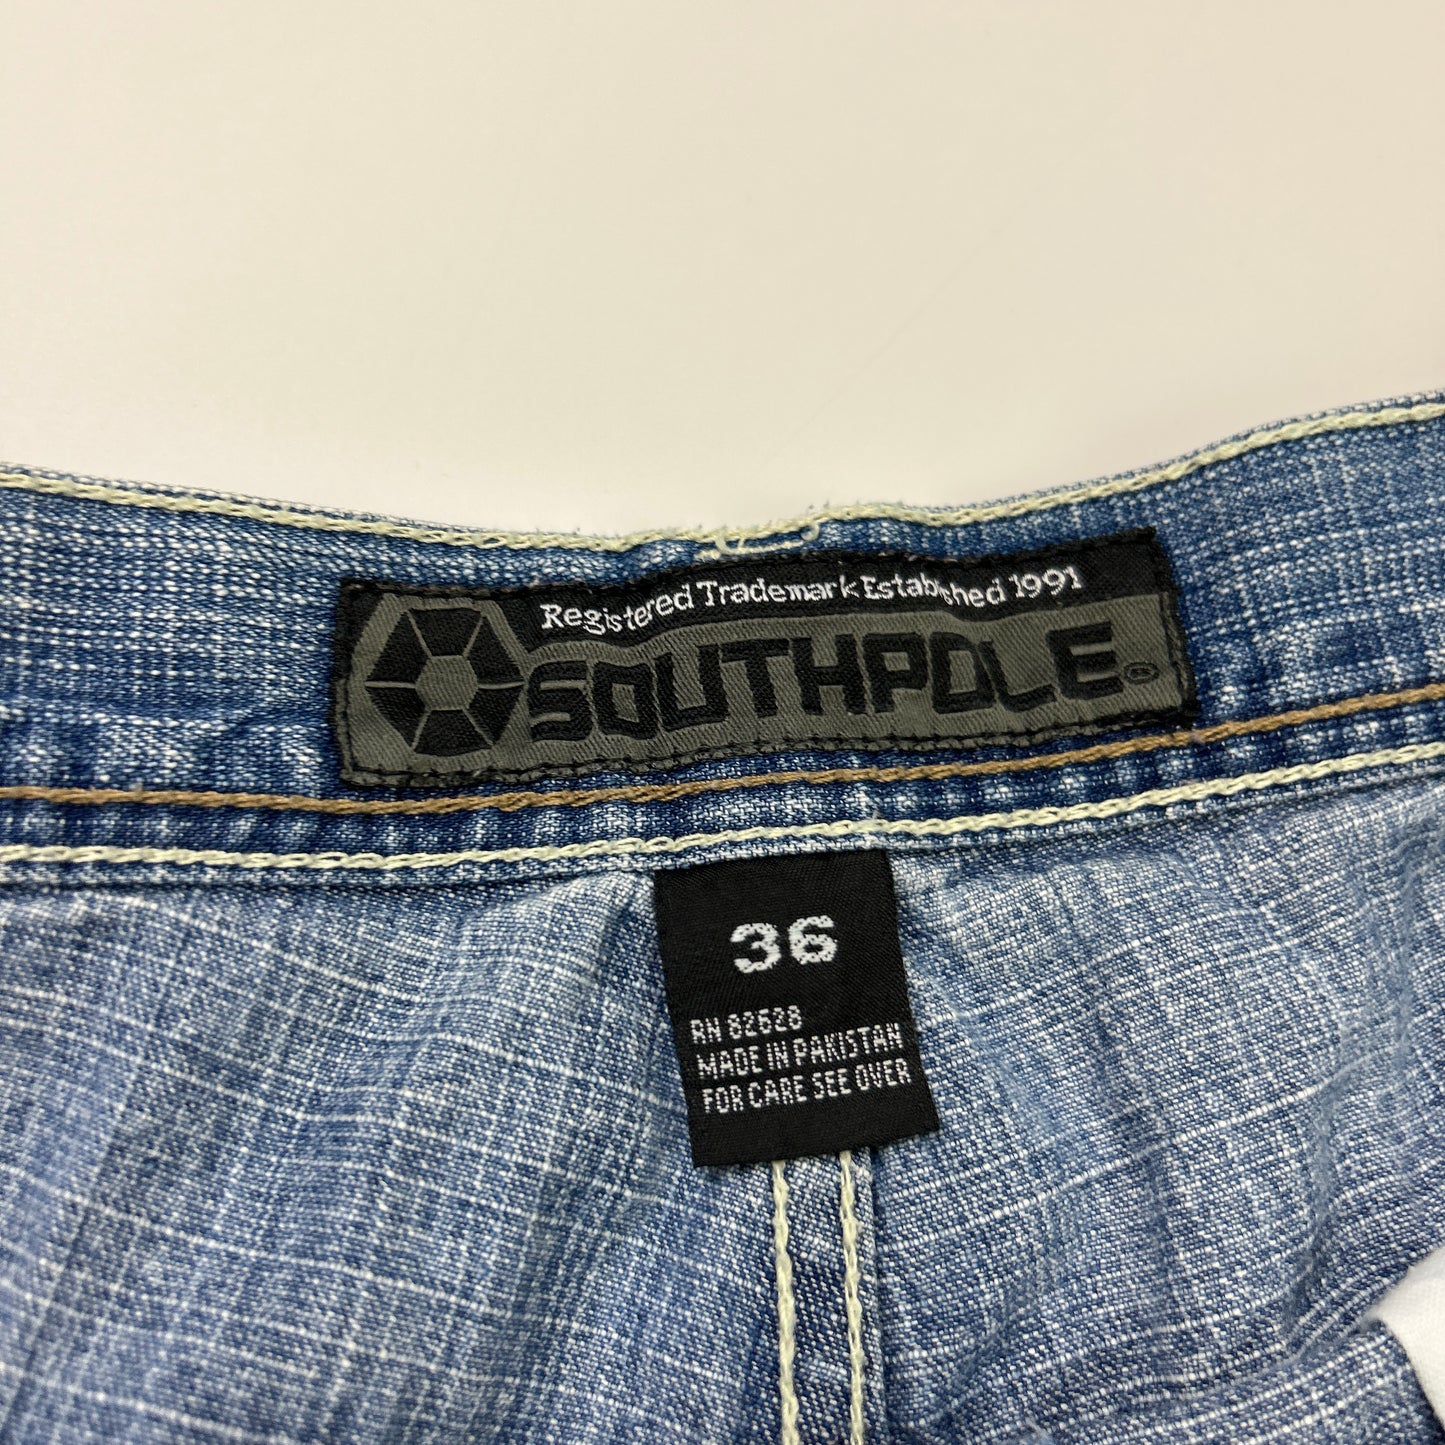 Registered Trademark Established 1991
SOUTHPOLE®
36
RN 82628
MADE IN PAKISTAN
FOR CARE SEE OVER